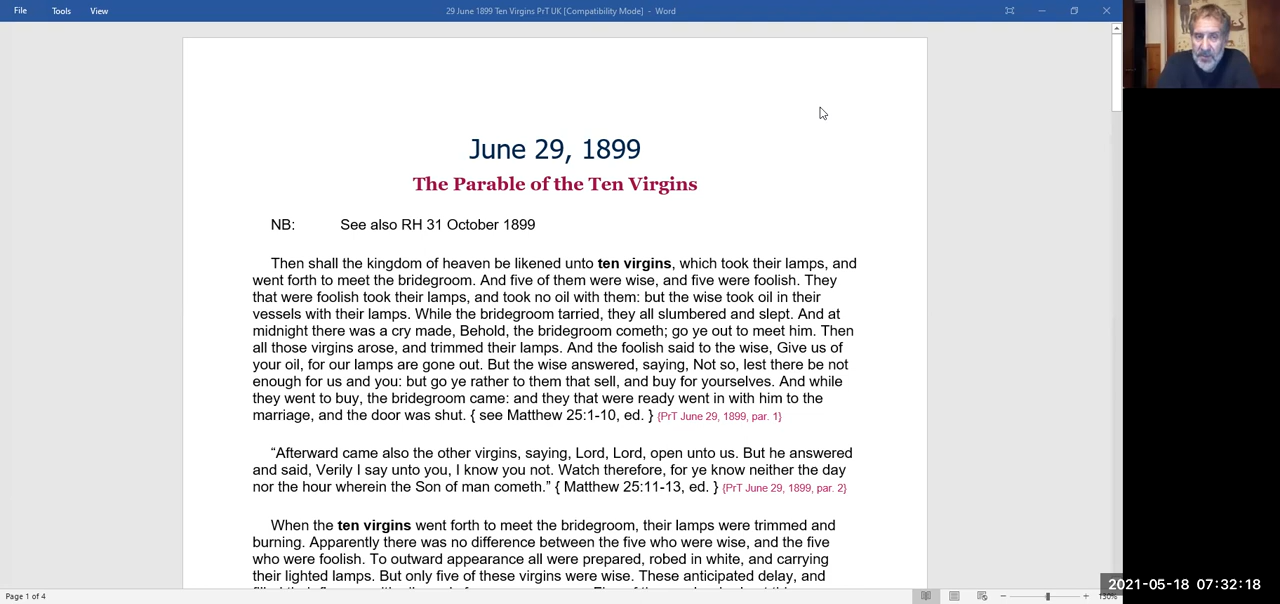 File Tools View 29 June 1899 Ten Virgins PrT UK [Compatibility Mode] - Word
June 29, 1899
The Parable of the Ten Virgins
NB: See also RH 31 October 1899
Then shall the kingdom of heaven be likened unto ten virgins, which took their lamps, and
went forth to meet the bridegroom. And five of them were wise, and five were foolish. They
that were foolish took their lamps, and took no oil with them: but the wise took oil in their
vessels with their lamps. While the bridegroom tarried, they all slumbered and slept. And at
midnight there was a cry made, Behold, the bridegroom cometh; go ye out to meet him. Then
all those virgins arose, and trimmed their lamps. And the foolish said to the wise, Give us of
your oil, for our lamps are gone out. But the wise answered, saying, Not so, lest there be not
enough for us and you: but go ye rather to them that sell, and buy for yourselves. And while
they went to buy, the bridegroom came: and they that were ready went in with him to the
marriage, and the door was shut. { see Matthew 25:1-10, ed. } {PrT June 29, 1899, par. 1}
“Afterward came also the other virgins, saying, Lord, Lord, open unto us. But he answered
and said, Verily I say unto you, I know you not. Watch therefore, for ye know neither the day
nor the hour wherein the Son of man cometh.” { Matthew 25:11-13, ed. } {PrT June 29, 1899, par. 2}
When the ten virgins went forth to meet the bridegroom, their lamps were trimmed and
burning. Apparently there was no difference between the five who were wise, and the five
who were foolish. To outward appearance all were prepared, robed in white, and carrying
their lighted lamps. But only five of these virgins were wise. These anticipated delay, and
Page 1 of 4
2021-05-18 07:32:18